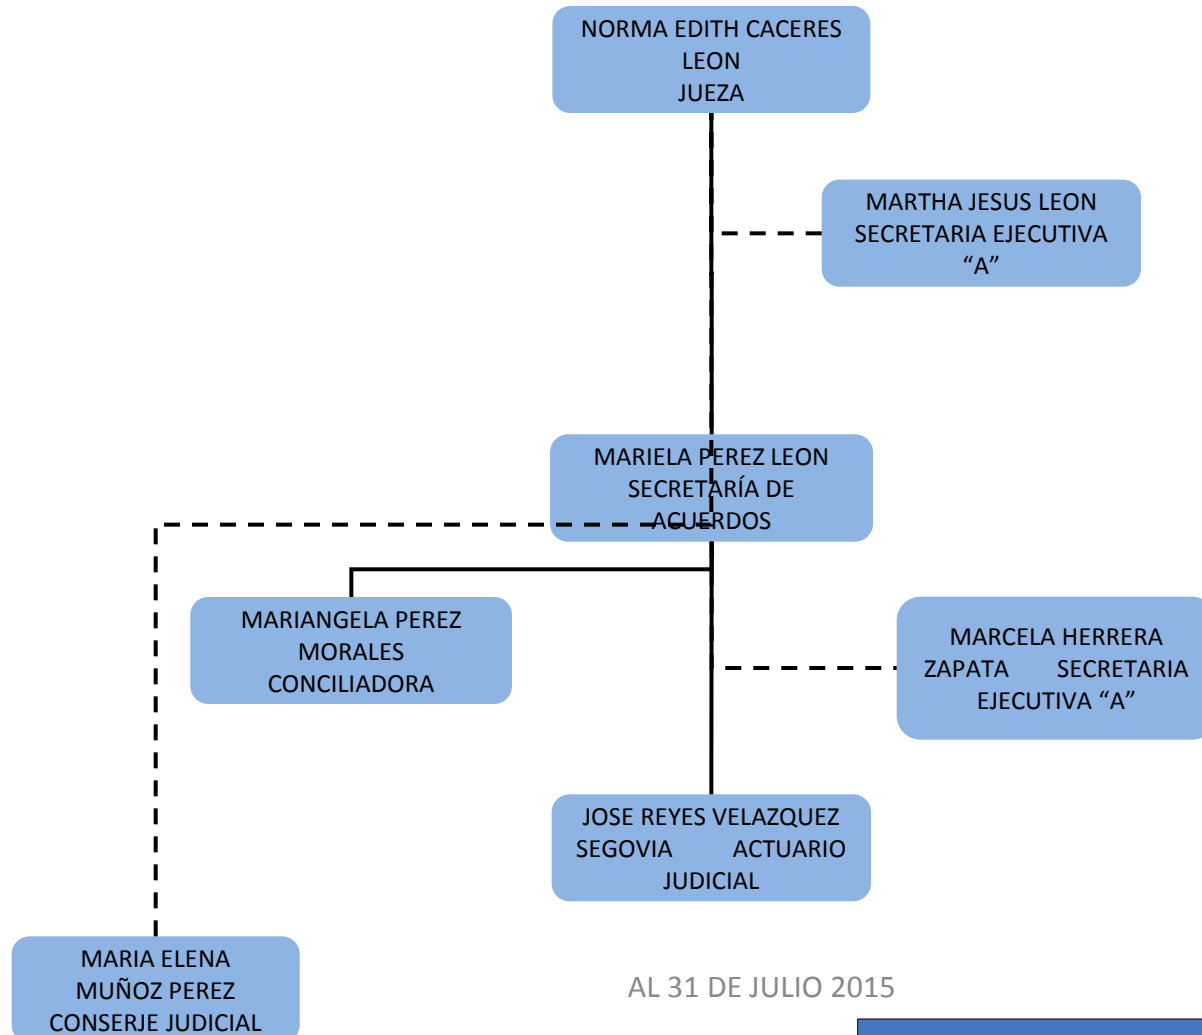 NORMA EDITH CACERES
LEON
JUEZA
MARTHA JESUS LEON
SECRETARIA EJECUTIVA
“A”
MARIELA PEREZ LEON
SECRETARÍA DE
ACUERDOS
MARIANGELA PEREZ
MORALES
CONCILIADORA
MARCELA HERRERA
ZAPATA SECRETARIA
EJECUTIVA “A”
JOSE REYES VELAZQUEZ
SEGOVIA ACTUARIO
JUDICIAL
MARIA ELENA
MUÑOZ PEREZ
CONSERJE JUDICIAL
AL 31 DE JULIO 2015